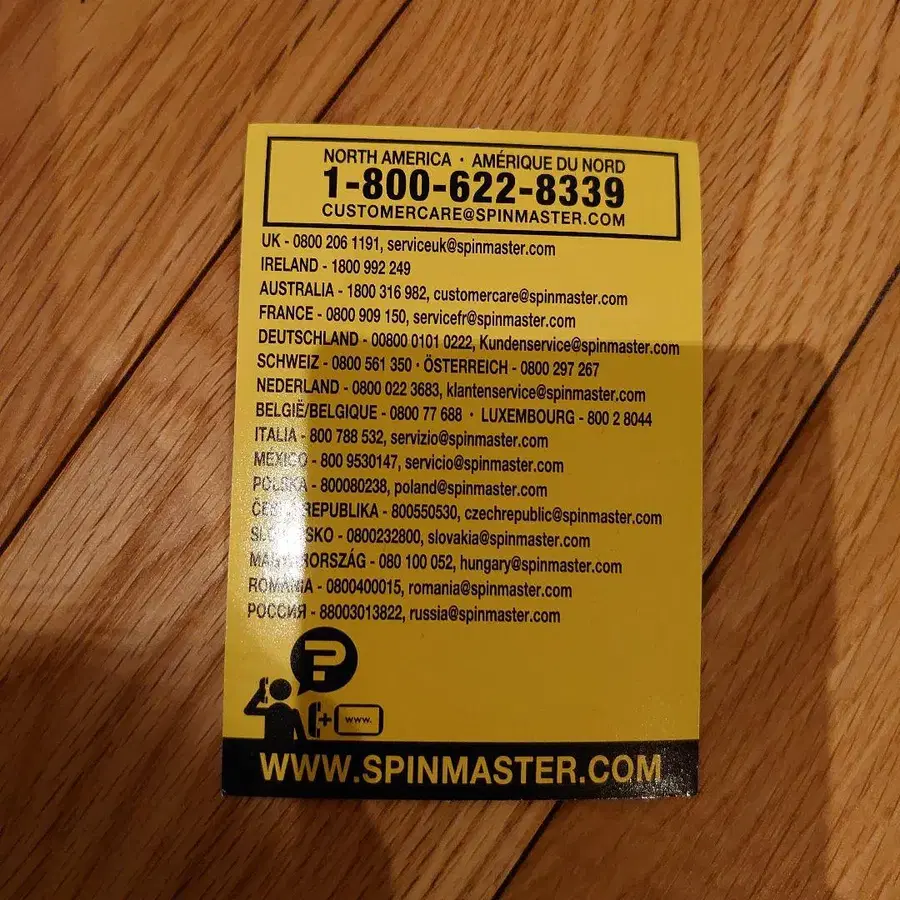 NORTH AMERICA · AMÉRIQUE DU NORD
1-800-622-8339
CUSTOMERCARE@SPINMASTER.COM
UK - 0800 206 1191, serviceuk@spinmaster.com
IRELAND - 1800 992 249
AUSTRALIA - 1800 316 982, customercare@spinmaster.com
FRANCE - 0800 909 150, servicefr@spinmaster.com
DEUTSCHLAND - 00800 0101 0222, Kundenservice@spinmaster.com
SCHWEIZ - 0800 561 350 · ÖSTERREICH - 0800 297 267
NEDERLAND - 0800 022 3683, klantenservice@spinmaster.com
BELGIË/BELGIQUE - 0800 77 688 · LUXEMBOURG - 800 2 8044
ITALIA - 800 788 532, servizio@spinmaster.com
MEXICO - 800 9530147, servicio@spinmaster.com
POLSKA - 800080238, poland@spinmaster.com
REPUBLIKA - 800550530, czechrepublic@spinmaster.com
- 0800232800, slovakia@spinmaster.com
MAGYARORSZÁG - 080 100 052, hungary@spinmaster.com
ROMANIA - 0800400015, romania@spinmaster.com
РОССИЯ - 88003013822, russia@spinmaster.com
?
+ www.
WWW.SPINMASTER.COM